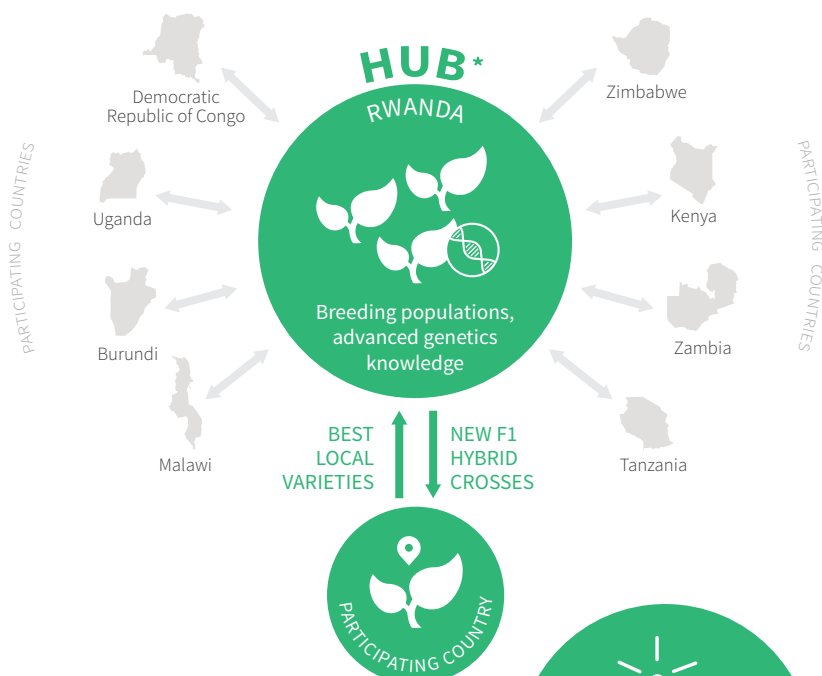 HUB*
RWANDA
Democratic
Republic of Congo
Zimbabwe
PARTICIPATING COUNTRIES
PARTICIPATING COUNTRIES
Uganda
Kenya
Breeding populations,
advanced genetics
knowledge
Burundi
Zambia
Malawi
Tanzania
BEST
LOCAL
VARIETIES
NEW F1
HYBRID
CROSSES
PARTICIPATING COUNTRY